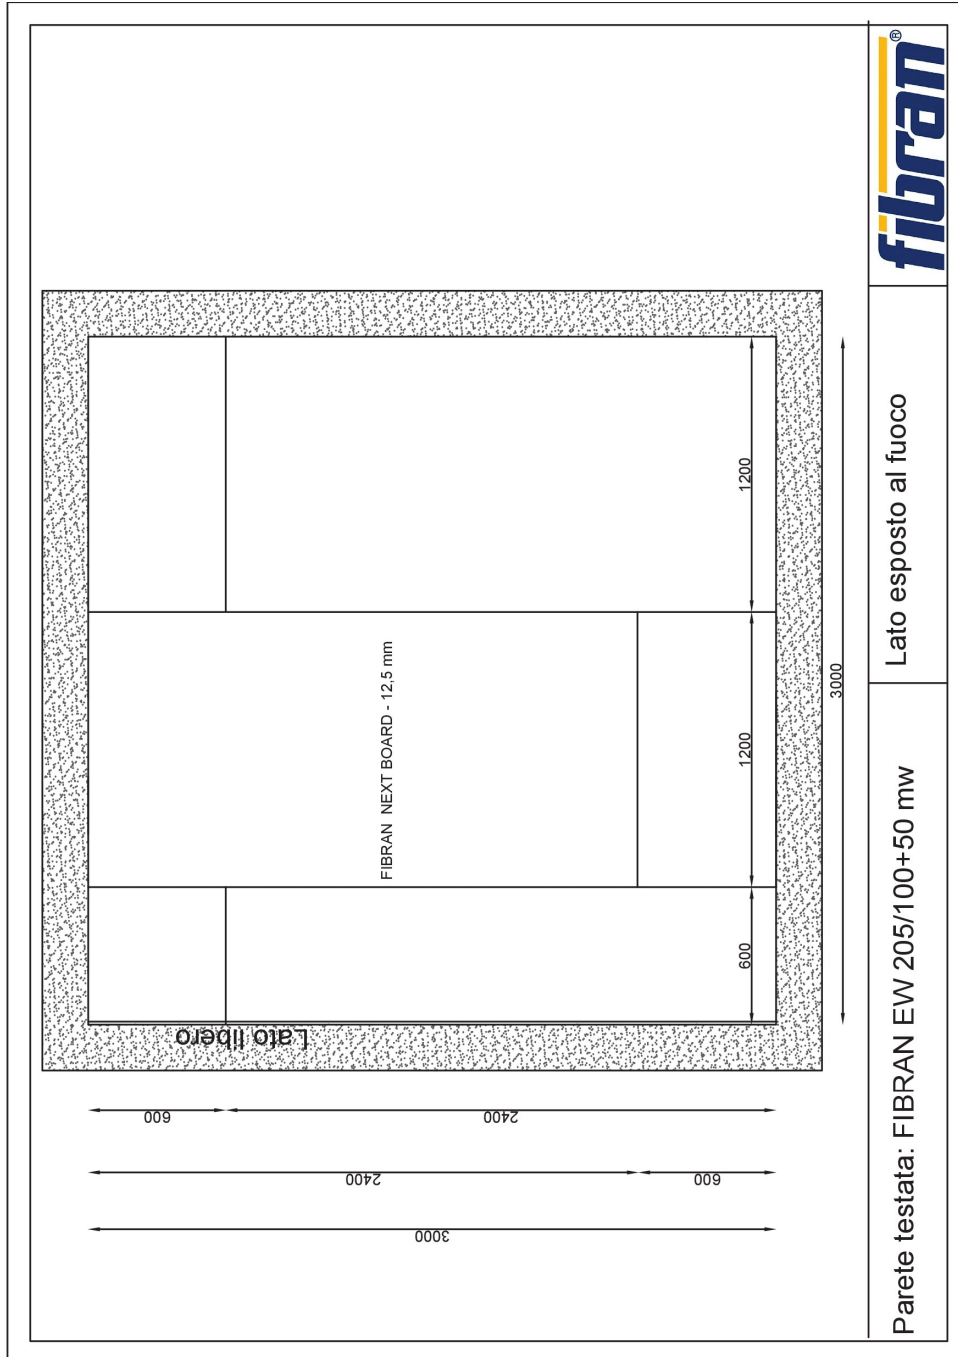 FIBRAN NEXT BOARD - 12,5 mm
Lato libero
600
1200
1200
3000
600
2400
2400
600
3000
Parete testata: FIBRAN EW 205/100+50 mw
Lato esposto al fuoco
fibran®